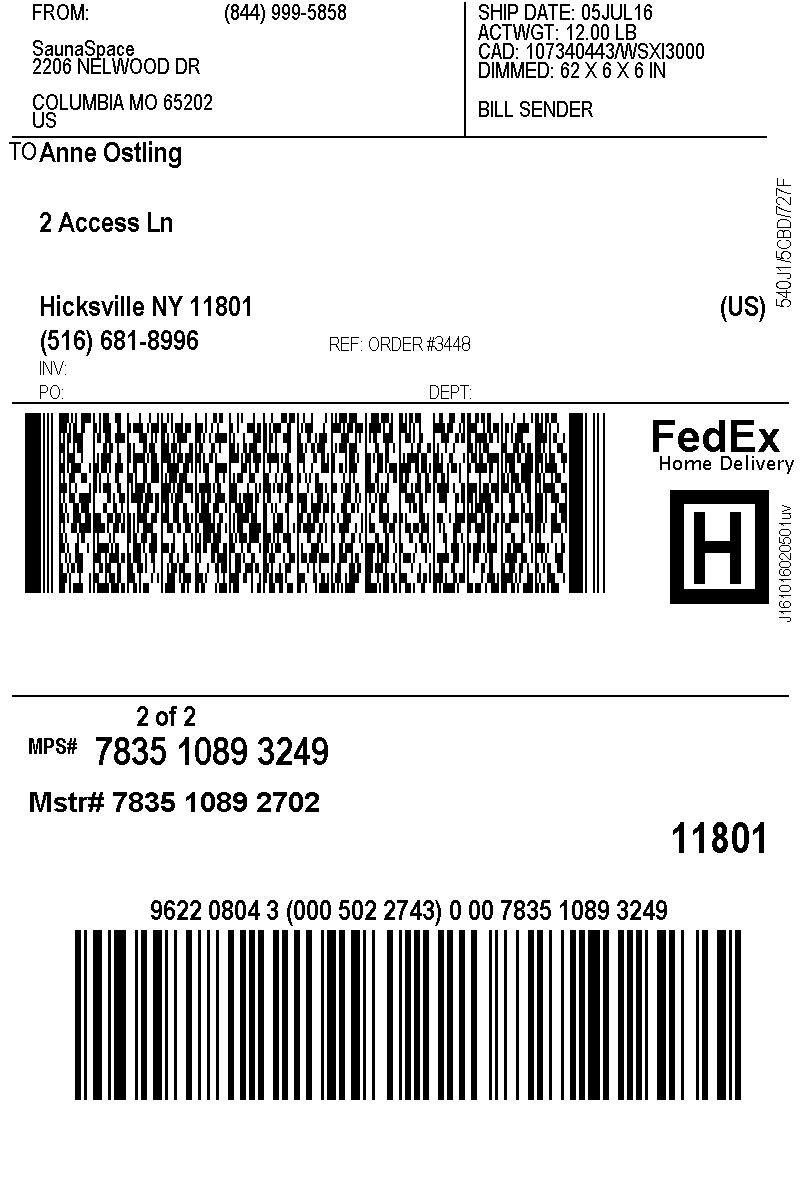 FROM: (844) 999-5858
SaunaSpace
2206 NELWOOD DR
COLUMBIA MO 65202
US
SHIP DATE: 05JUL16
ACTWGT: 12.00 LB
CAD: 107340443/WSXI3000
DIMMED: 62 X 6 X 6 IN
BILL SENDER
TO Anne Ostling
2 Access Ln
Hicksville NY 11801 (US)
(516) 681-8996 REF: ORDER #3448
INV:
PO: DEPT:
540J1/5CBD/727F
FedEx
Home Delivery
H
J161016020501uv
2 of 2
MPS# 7835 1089 3249
Mstr# 7835 1089 2702
11801
9622 0804 3 (000 502 2743) 0 00 7835 1089 3249